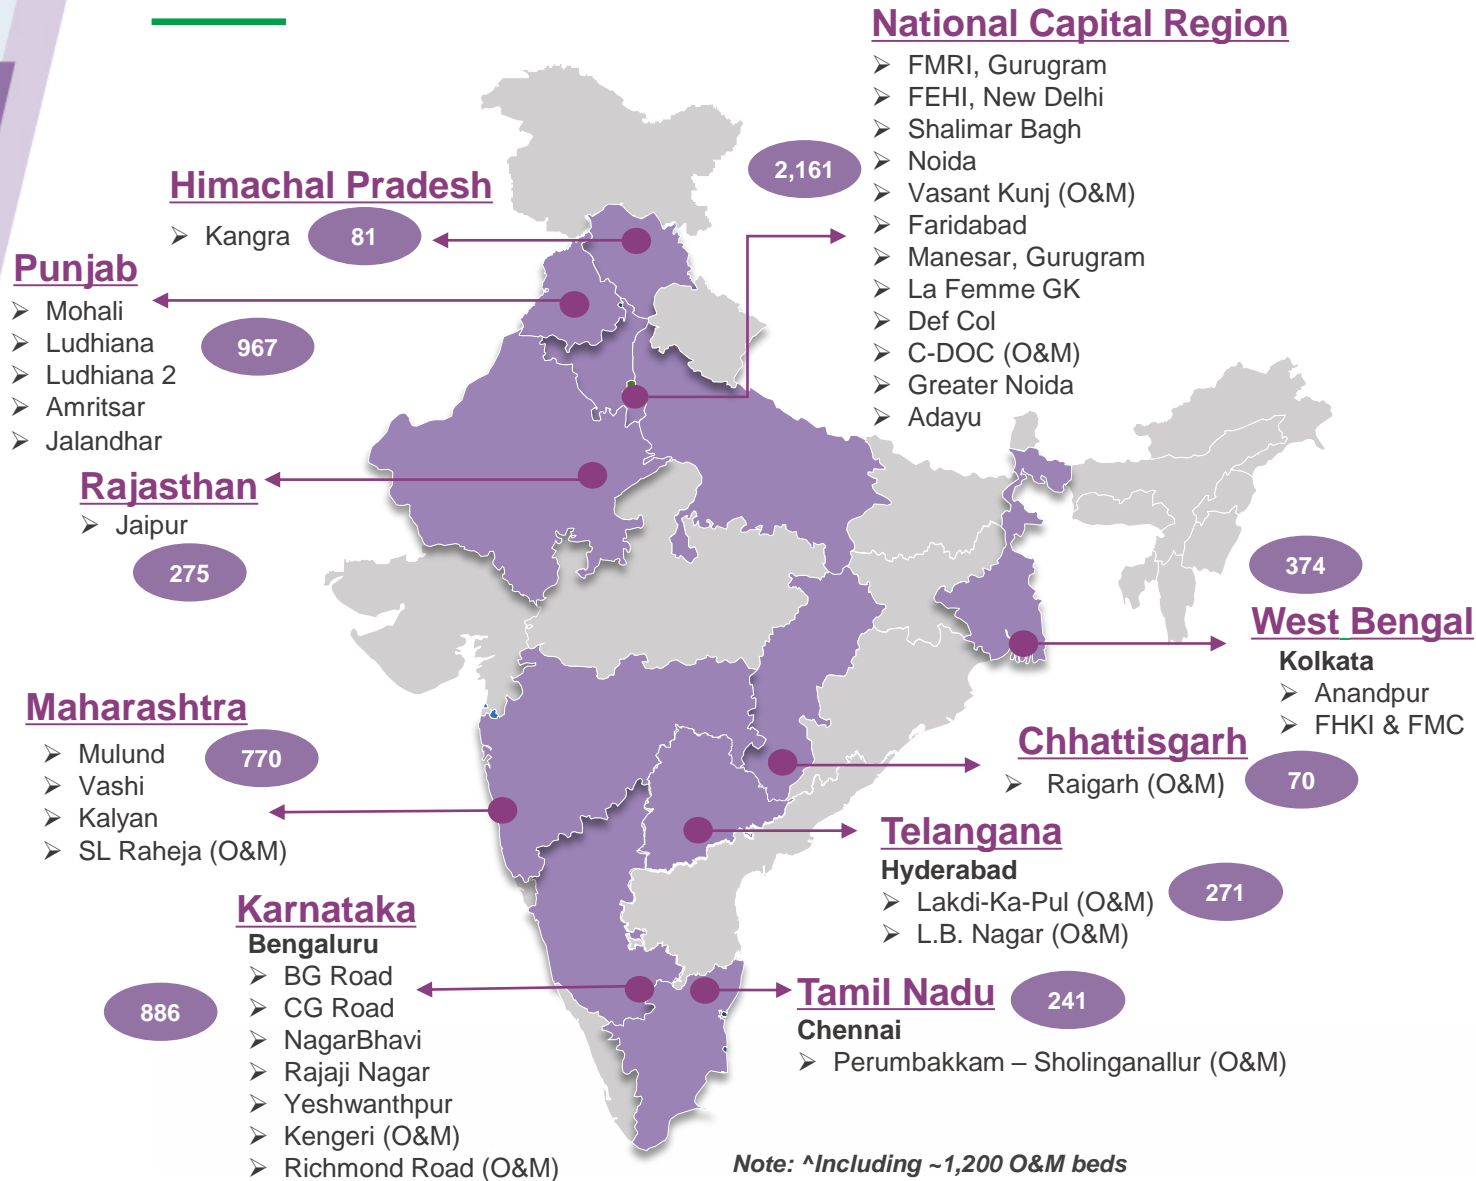 National Capital Region
➢ FMRI, Gurugram
➢ FEHI, New Delhi
➢ Shalimar Bagh
➢ Noida
➢ Vasant Kunj (O&M)
➢ Faridabad
➢ Manesar, Gurugram
➢ La Femme GK
➢ Def Col
➢ C-DOC (O&M)
➢ Greater Noida
➢ Adayu
2,161
Himachal Pradesh
➢ Kangra
81
Punjab
➢ Mohali
➢ Ludhiana
➢ Ludhiana 2
➢ Amritsar
➢ Jalandhar
967
Rajasthan
➢ Jaipur
275
374
West Bengal
Kolkata
➢ Anandpur
➢ FHKI & FMC
Maharashtra
➢ Mulund
➢ Vashi
➢ Kalyan
➢ SL Raheja (O&M)
770
Chhattisgarh
➢ Raigarh (O&M)
70
Telangana
Hyderabad
➢ Lakdi-Ka-Pul (O&M)
➢ L.B. Nagar (O&M)
271
Karnataka
Bengaluru
➢ BG Road
➢ CG Road
➢ NagarBhavi
➢ Rajaji Nagar
➢ Yeshwanthpur
➢ Kengeri (O&M)
➢ Richmond Road (O&M)
886
Tamil Nadu
241
Chennai
➢ Perumbakkam – Sholinganallur (O&M)
Note: ^Including ~1,200 O&M beds